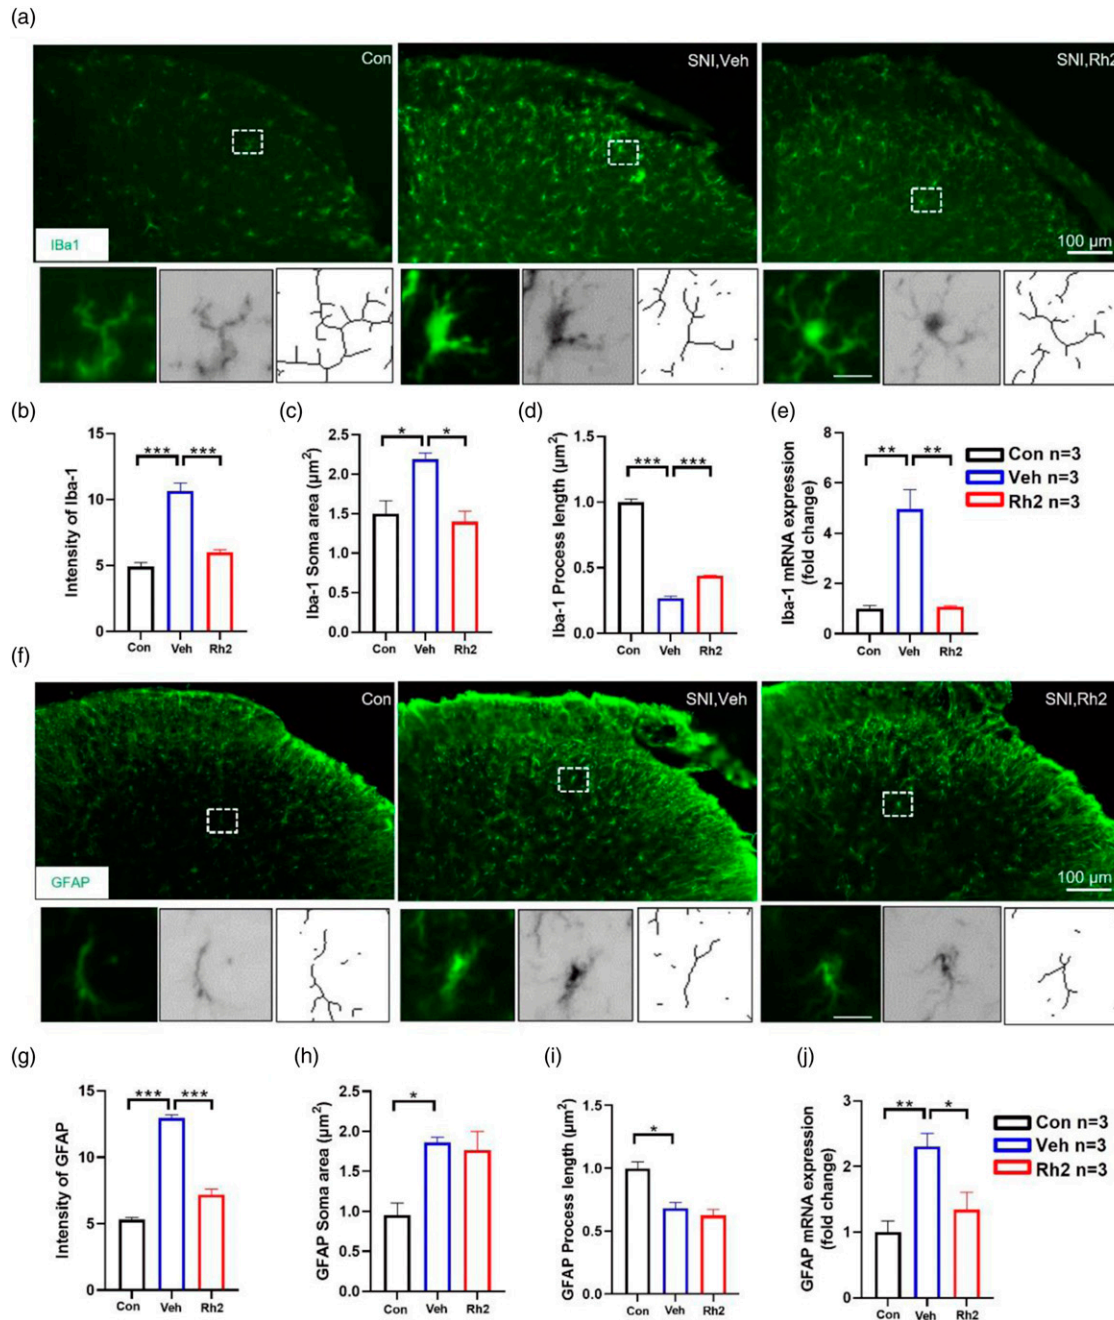 (a)
Con
SNI,Veh
SNI,Rh2
IBa1
100 μm
(b)
(c)
(d)
(e)
Intensity of Iba-1
15
10
5
0
***
***
Con
Veh
Rh2
Iba-1 Soma area (μm²)
2.5
2.0
1.5
1.0
0.5
0.0
*
*
Con
Veh
Rh2
Iba-1 Process length (μm²)
1.5
1.0
0.5
0.0
***
***
Con
Veh
Rh2
Iba-1 mRNA expression
(fold change)
8
6
4
2
0
**
**
Con
Veh
Rh2
Con n=3
Veh n=3
Rh2 n=3
(f)
Con
SNI,Veh
SNI,Rh2
GFAP
100 μm
(g)
(h)
(i)
(j)
Intensity of GFAP
15
10
5
0
***
***
Con
Veh
Rh2
GFAP Soma area (μm²)
2.5
2.0
1.5
1.0
0.5
0.0
*
Con
Veh
Rh2
GFAP Process length (μm²)
1.5
1.0
0.5
0.0
*
Con
Veh
Rh2
GFAP mRNA expression
(fold change)
3
2
1
0
**
*
Con
Veh
Rh2
Con n=3
Veh n=3
Rh2 n=3